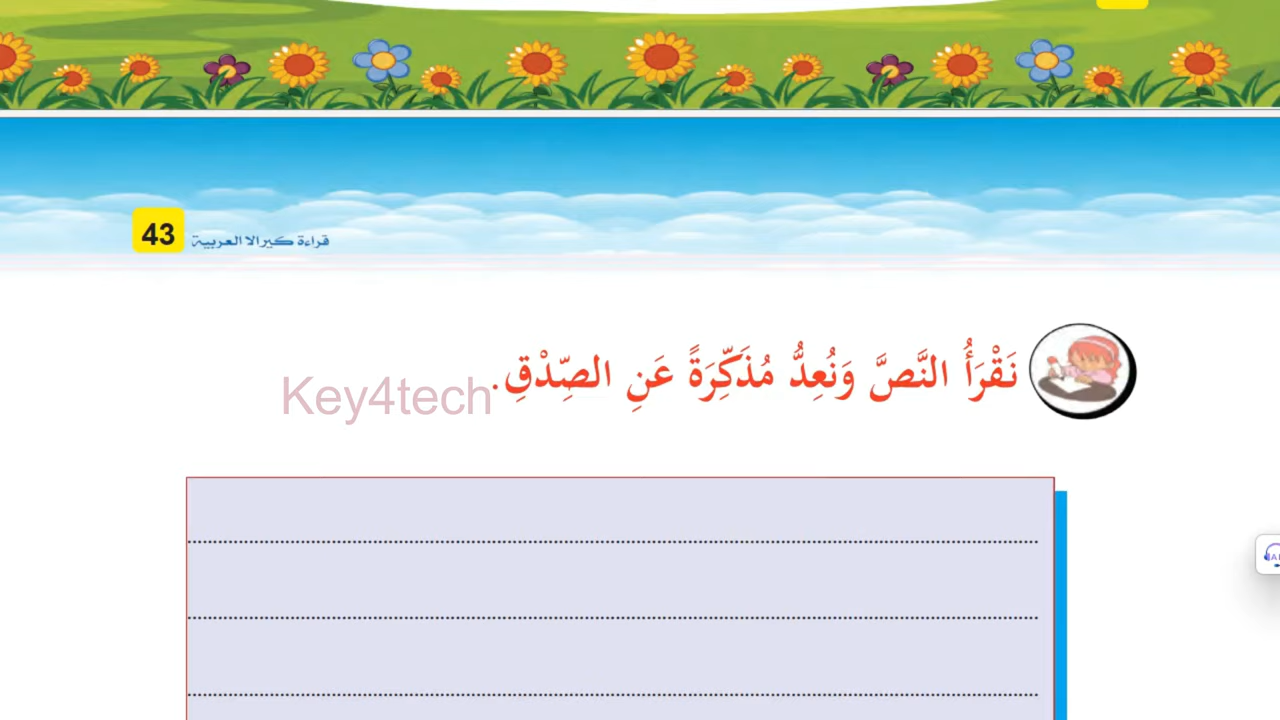 43 قراءة كيرالا العربية
نَقْرَأُ النَّصَّ وَنُعِدُّ مُذَكِّرَةً عَنِ الصِّدْقِ.
Key4tech